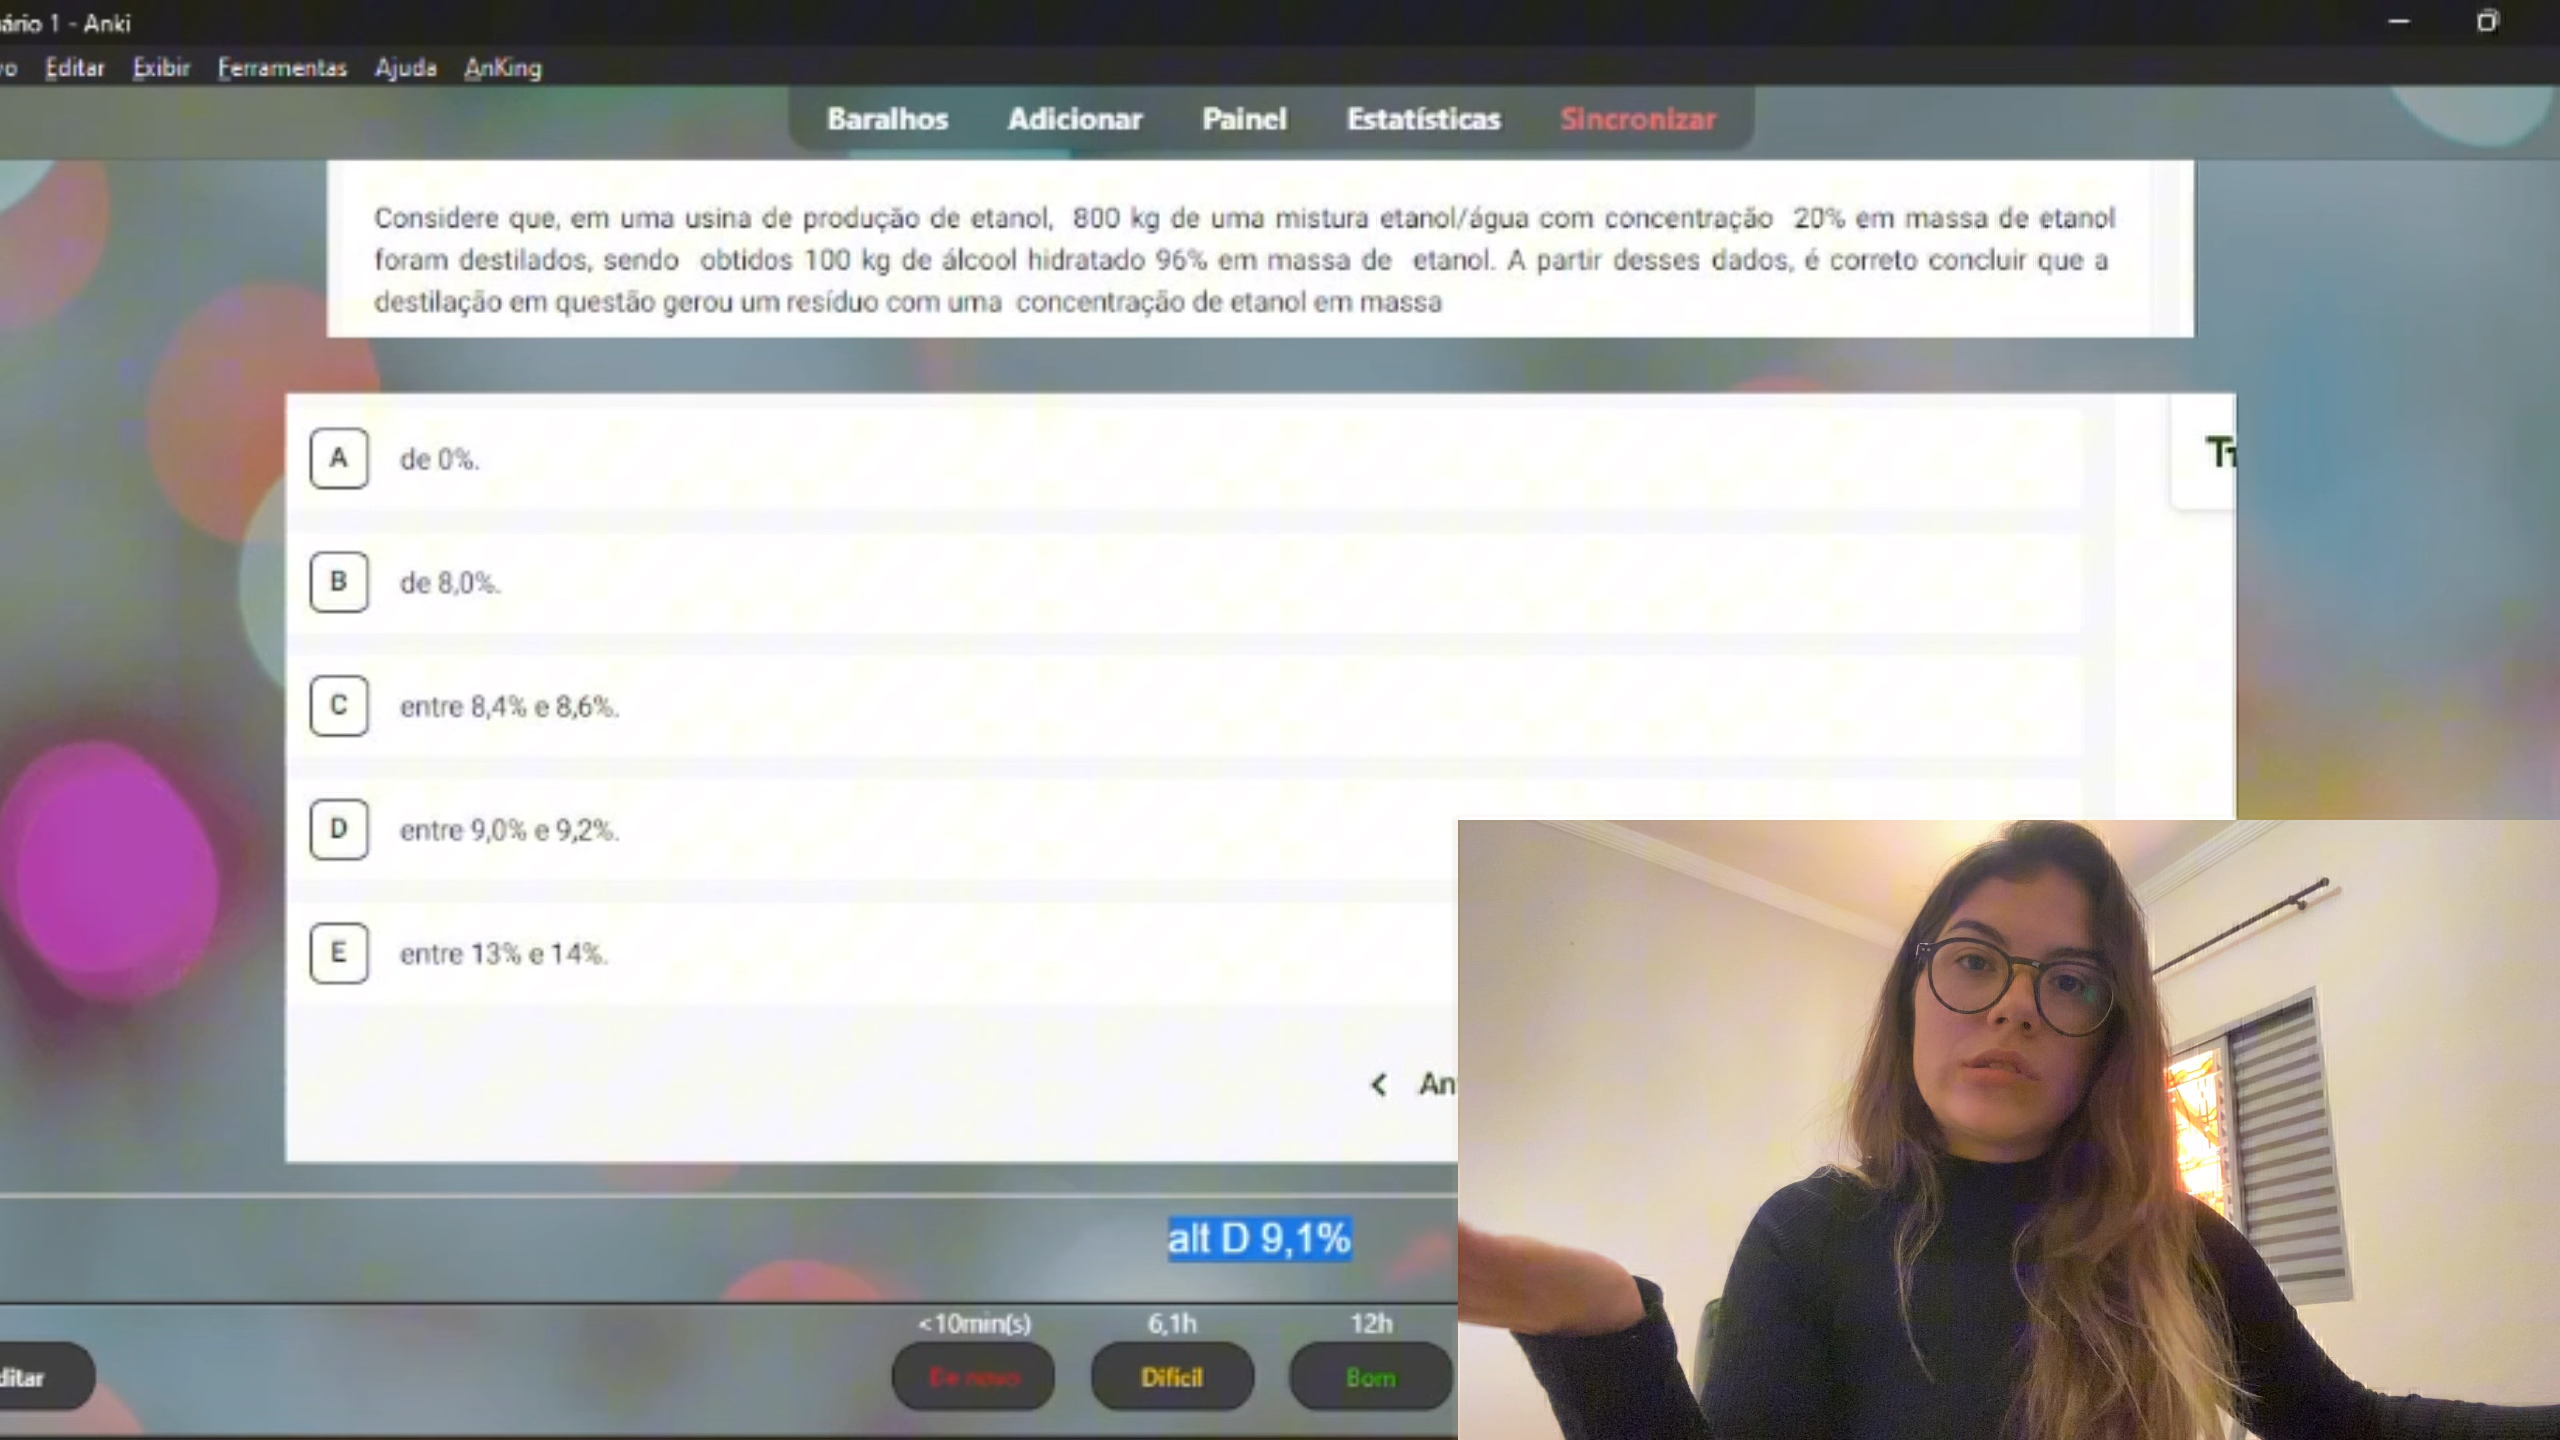 ário 1 - Anki
vo Editar Exibir Ferramentas Ajuda AnKing
Baralhos Adicionar Painel Estatísticas Sincronizar
Considere que, em uma usina de produção de etanol, 800 kg de uma mistura etanol/água com concentração 20% em massa de etanol
foram destilados, sendo obtidos 100 kg de álcool hidratado 96% em massa de etanol. A partir desses dados, é correto concluir que a
destilação em questão gerou um resíduo com uma concentração de etanol em massa
A de 0%.
B de 8,0%.
C entre 8,4% e 8,6%.
D entre 9,0% e 9,2%.
E entre 13% e 14%.
< An
alt D 9,1%
<10min(s) 6,1h 12h
ditar De novo Difícil Bom